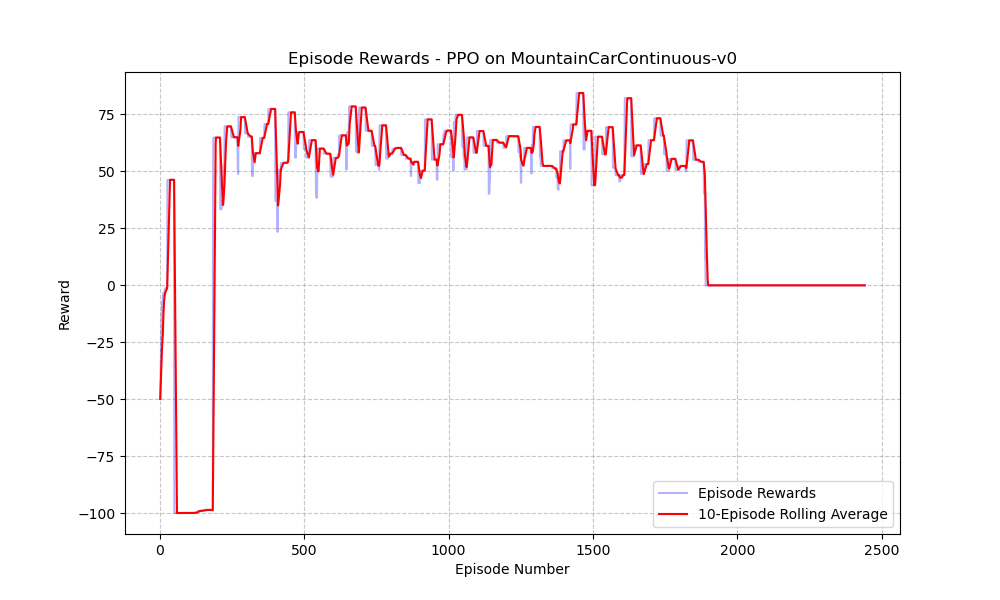 Episode Rewards - PPO on MountainCarContinuous-v0
Reward
75
50
25
0
−25
−50
−75
−100
0
500
1000
1500
2000
2500
Episode Number
Episode Rewards
10-Episode Rolling Average